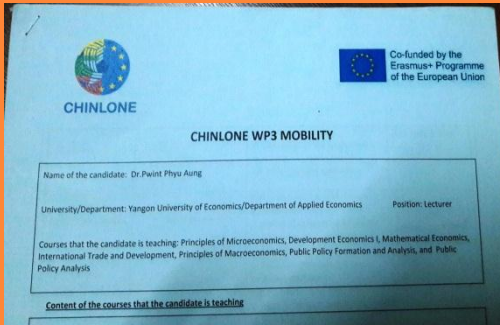 CHINLONE
Co-funded by the
Erasmus+ Programme
of the European Union
CHINLONE WP3 MOBILITY
Name of the candidate: Dr.Pwint Phyu Aung
University/Department: Yangon University of Economics/Department of Applied Economics Position: Lecturer
Courses that the candidate is teaching: Principles of Microeconomics, Development Economics I, Mathematical Economics,
International Trade and Development, Principles of Macroeconomics, Public Policy Formation and Analysis, and Public
Policy Analysis
Content of the courses that the candidate is teaching